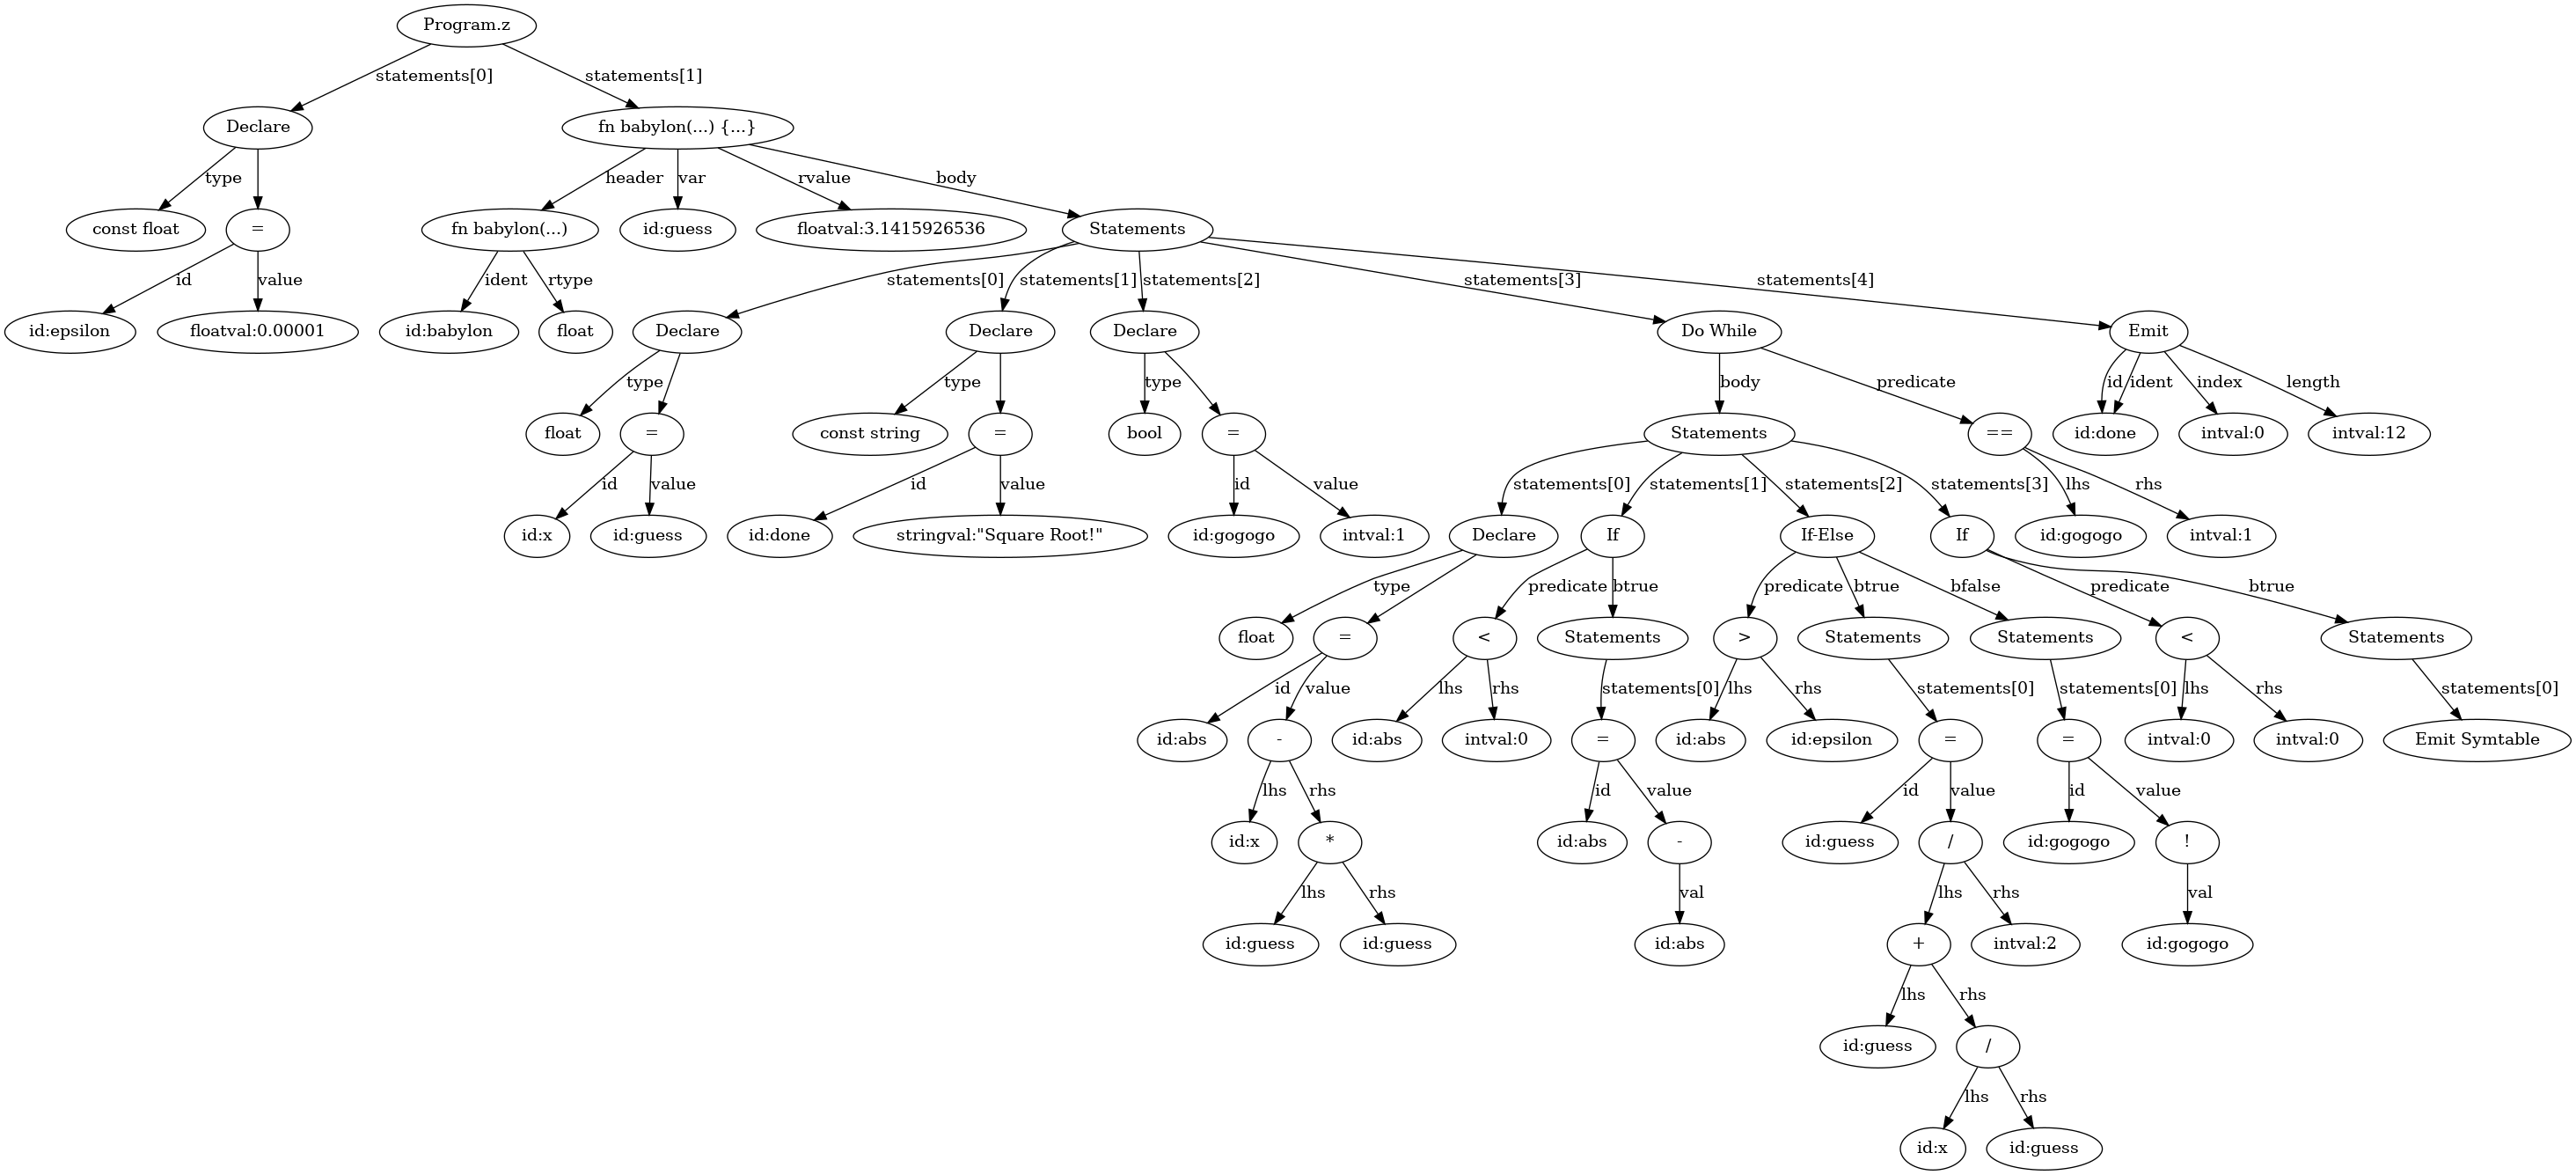 Program.z
statements[0] statements[1]
Declare fn babylon(...) {...}
type header var rvalue body
const float = fn babylon(...) id:guess floatval:3.1415926536 Statements
id value ident rtype statements[0] statements[1] statements[2] statements[3] statements[4]
id:epsilon floatval:0.00001 id:babylon float Declare Declare Declare Do While Emit
type type type body predicate id ident index length
float = const string = bool = Statements == id:done intval:0 intval:12
id value id value id value statements[0] statements[1] statements[2] statements[3] lhs rhs
id:x id:guess id:done stringval:"Square Root!" id:gogogo intval:1 Declare If If-Else If id:gogogo intval:1
type predicate btrue predicate btrue bfalse predicate btrue
float = < Statements > Statements Statements < Statements
id value lhs rhs statements[0] lhs rhs statements[0] statements[0] lhs rhs statements[0]
id:abs - id:abs intval:0 = id:abs id:epsilon = = intval:0 intval:0 Emit Symtable
lhs rhs id value id value id value
id:x * id:abs - id:guess / id:gogogo !
lhs rhs val lhs rhs val
id:guess id:guess id:abs + intval:2 id:gogogo
lhs rhs
id:guess /
lhs rhs
id:x id:guess